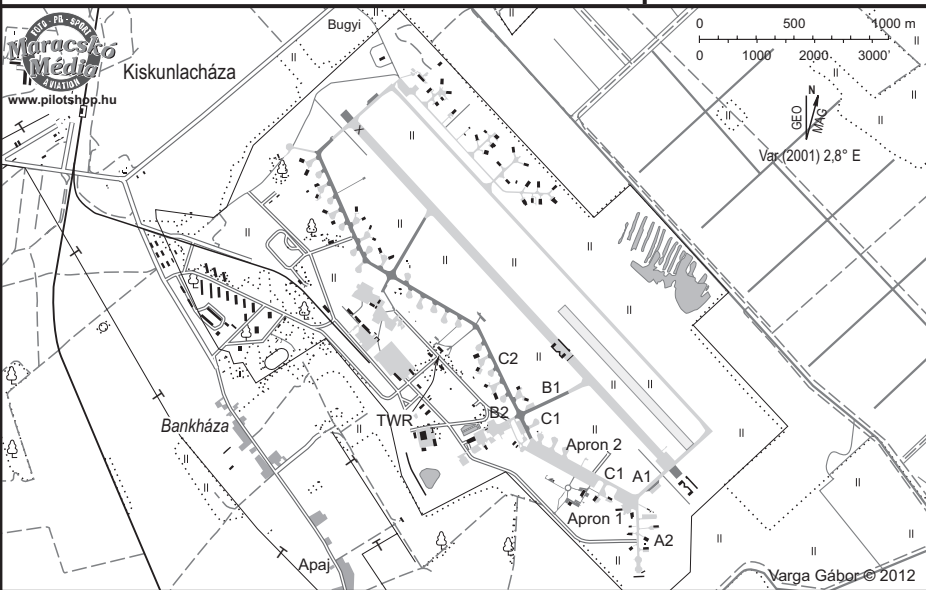 Bugyi
0 500 1000 m
0 1000 2000 3000'
FOTO - PR - SPORT
Maracskó
Média
AVIATION
www.pilotshop.hu
Kiskunlacháza
N
GEO
MAG
Var (2001) 2,8° E
X
C2
B1
B2
C1
TWR
Bankháza
Apron 2
C1 A1
Apron 1
A2
Apaj
Varga Gábor © 2012